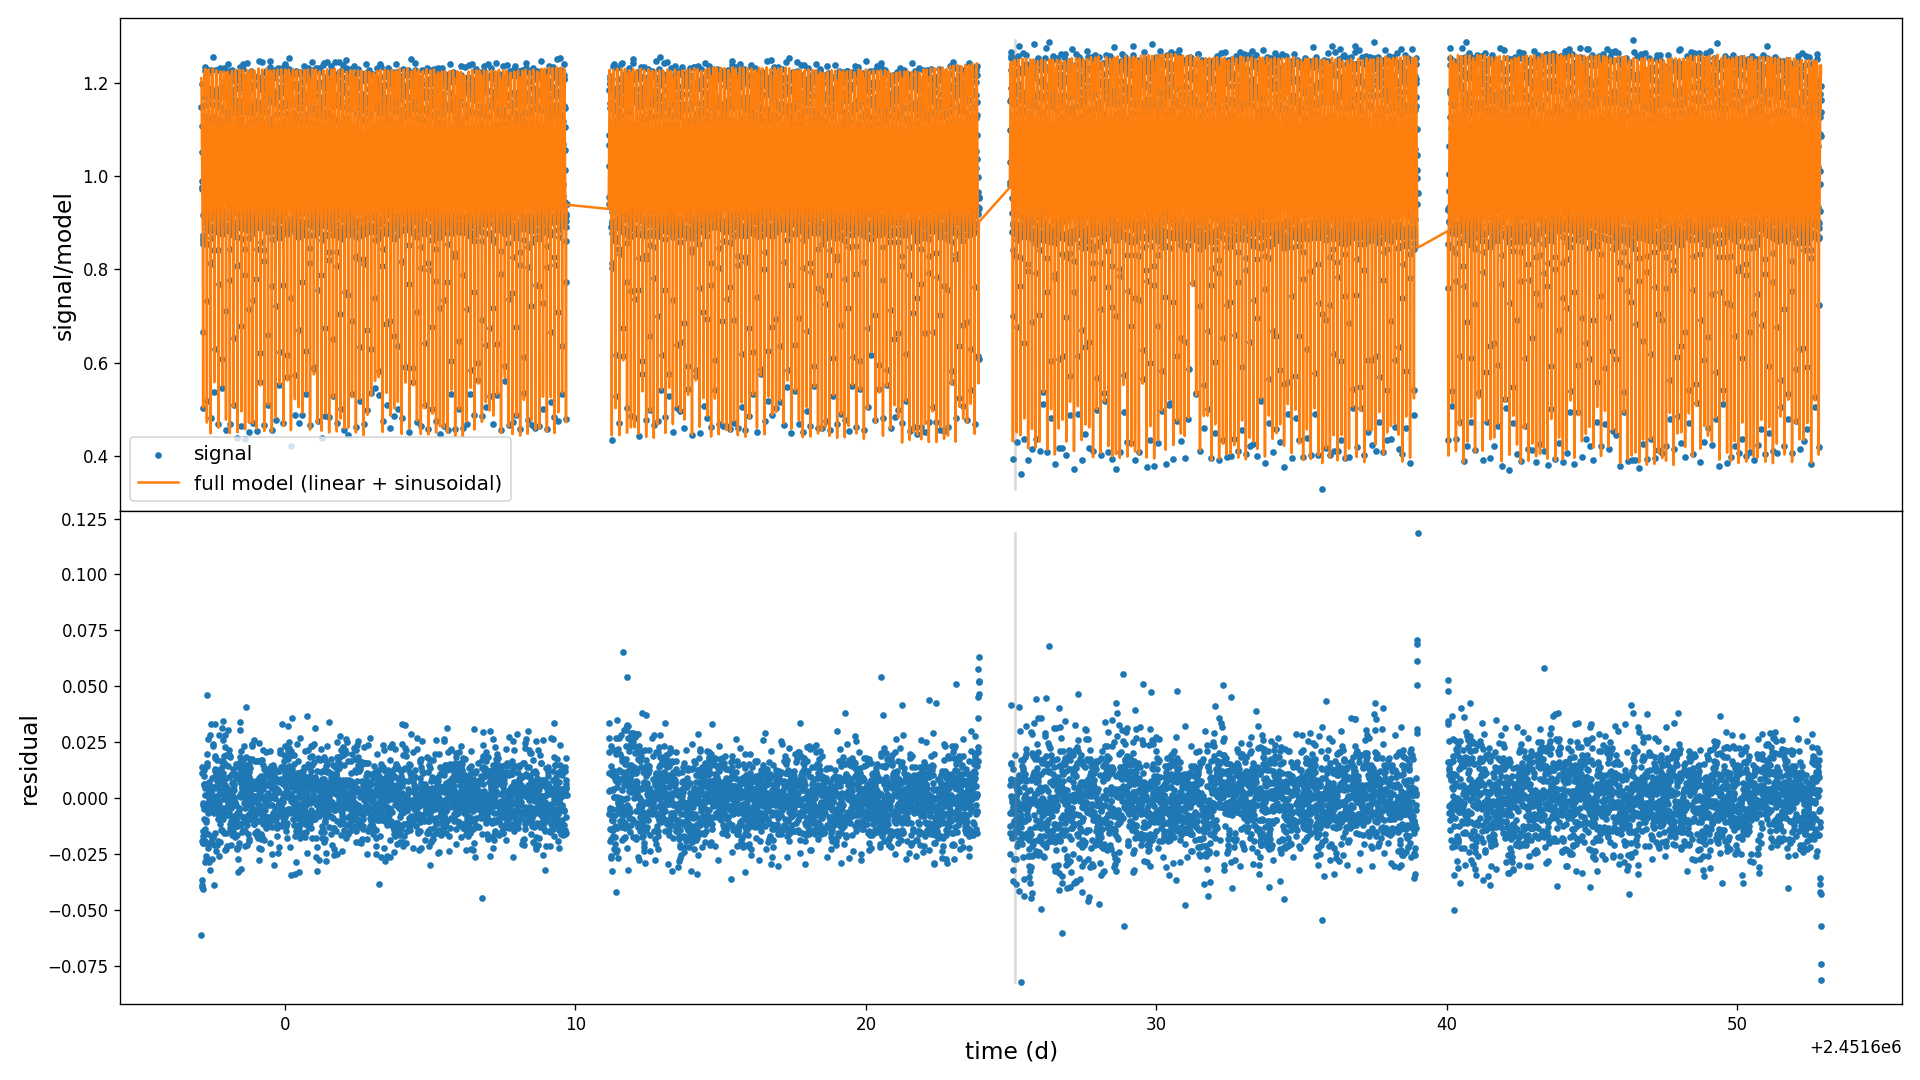 1.2
1.0
0.8
0.6
0.4
signal/model
signal
full model (linear + sinusoidal)
0.125
0.100
0.075
0.050
0.025
0.000
−0.025
−0.050
−0.075
residual
0 10 20 30 40 50
time (d)
+2.4516e6